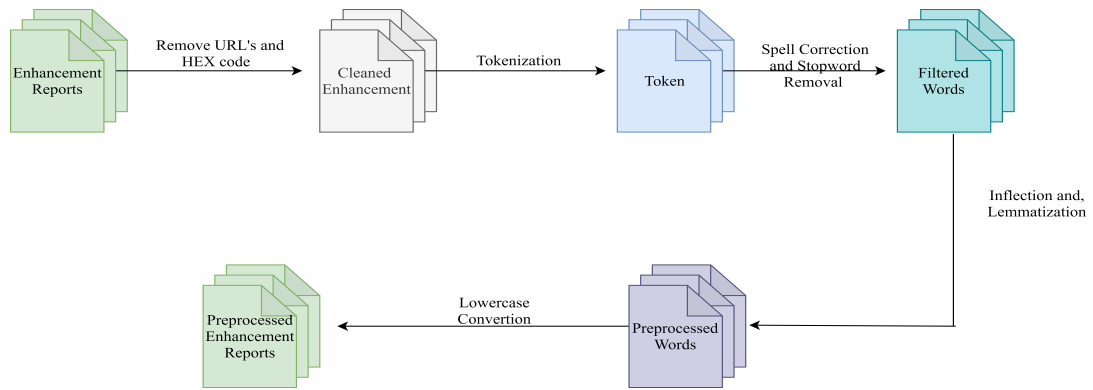 Enhancement
Reports
Remove URL's and
HEX code
Cleaned
Enhancement
Tokenization
Token
Spell Correction
and Stopword
Removal
Filtered
Words
Inflection and,
Lemmatization
Preprocessed
Words
Lowercase
Convertion
Preprocessed
Enhancement
Reports